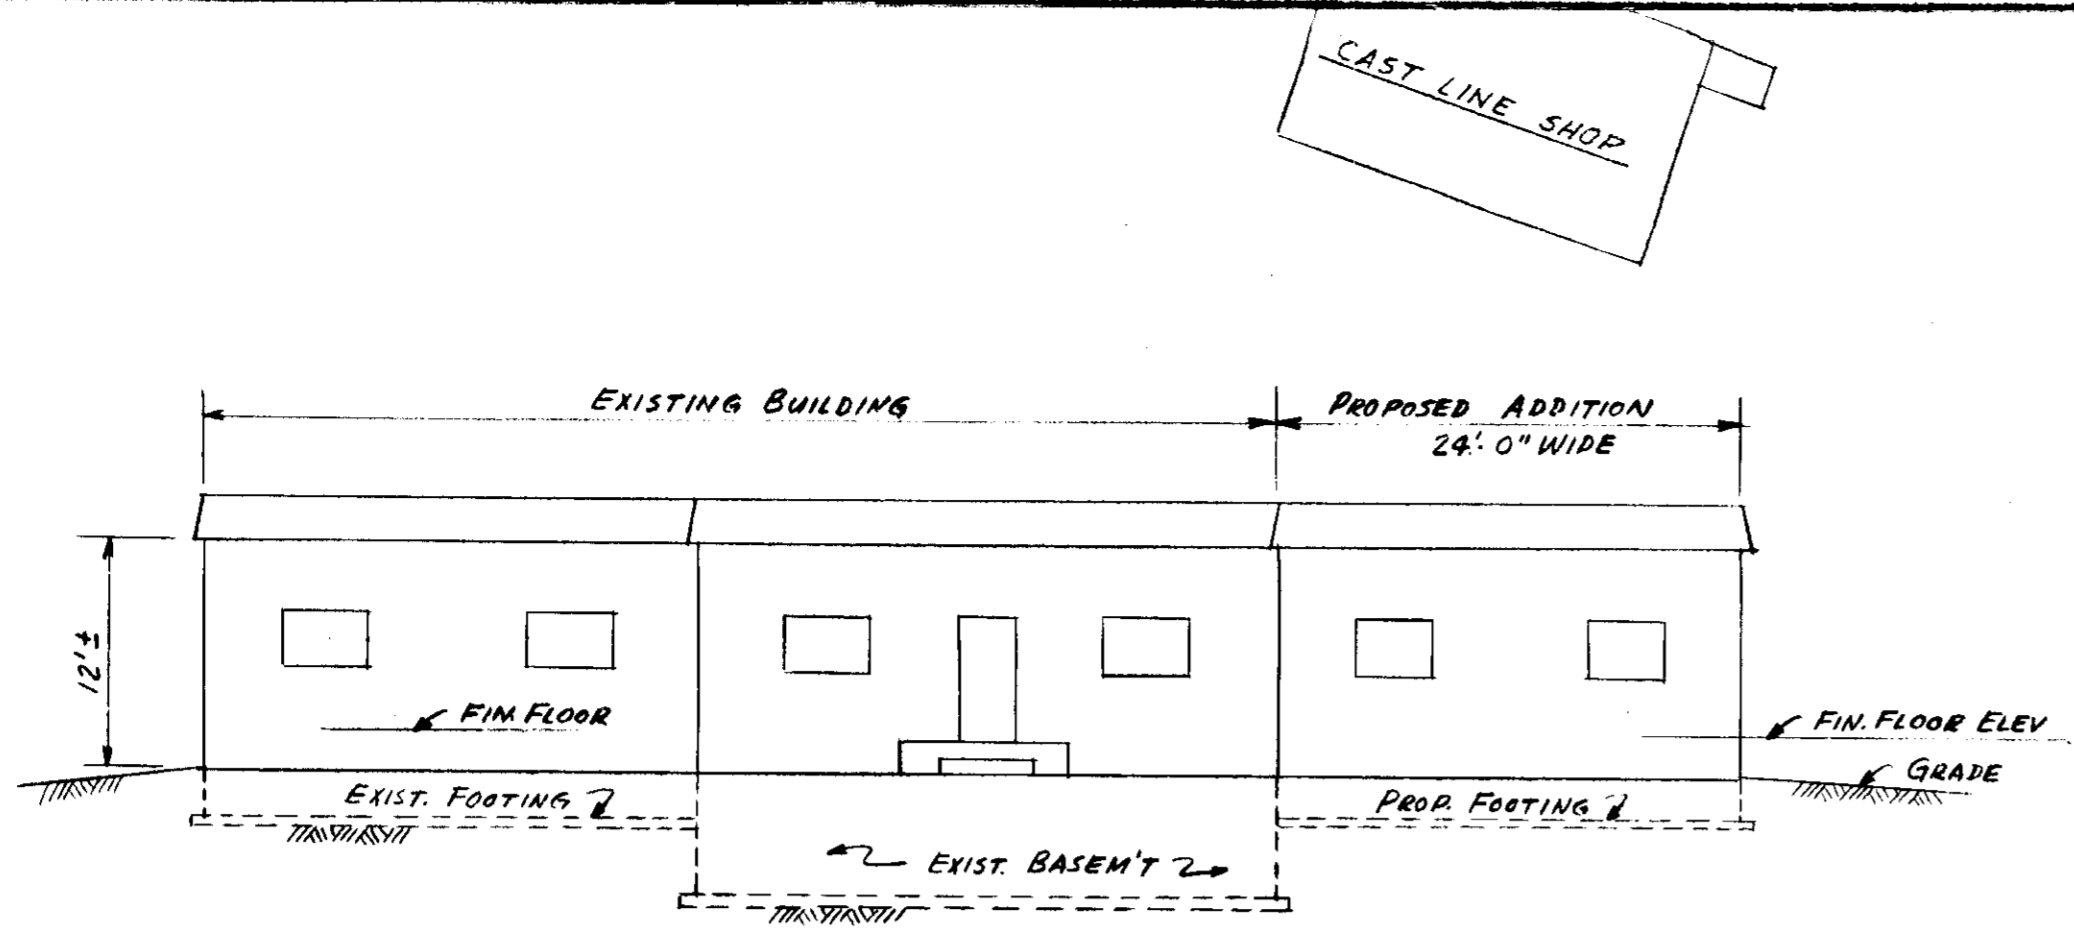 CAST LINE SHOP
EXISTING BUILDING
PROPOSED ADDITION
24'-0" WIDE
12'±
FIN. FLOOR
FIN. FLOOR ELEV
GRADE
EXIST. FOOTING
PROP. FOOTING
EXIST. BASEM'T